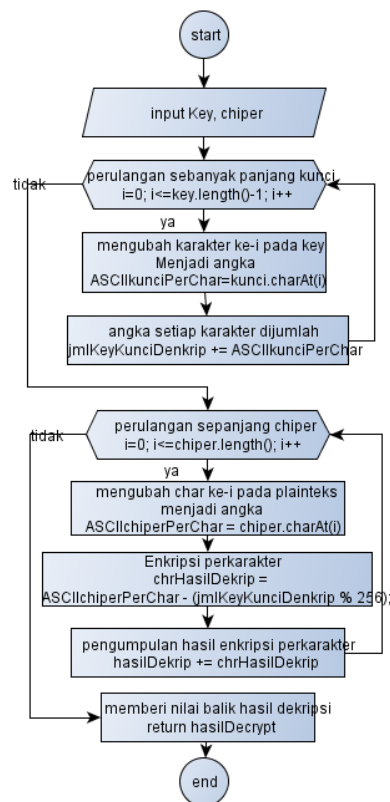 start
input Key, chiper
perulangan sebanyak panjang kunci
tidak
i=0; i<=key.length()-1; i++
ya
mengubah karakter ke-i pada key
Menjadi angka
ASCIIkunciPerChar=kunci.charAt(i)
angka setiap karakter dijumlah
jmlKeyKunciDenkrip += ASCIIkunciPerChar
perulangan sepanjang chiper
tidak
i=0; i<=chiper.length(); i++
ya
mengubah char ke-i pada plainteks
menjadi angka
ASCIIchiperPerChar = chiper.charAt(i)
Enkripsi perkarakter
chrHasilDekrip =
ASCIIchiperPerChar - (jmlKeyKunciDenkrip % 256);
pengumpulan hasil enkripsi perkarakter
hasilDekrip += chrHasilDekrip
memberi nilai balik hasil dekripsi
return hasilDecrypt
end